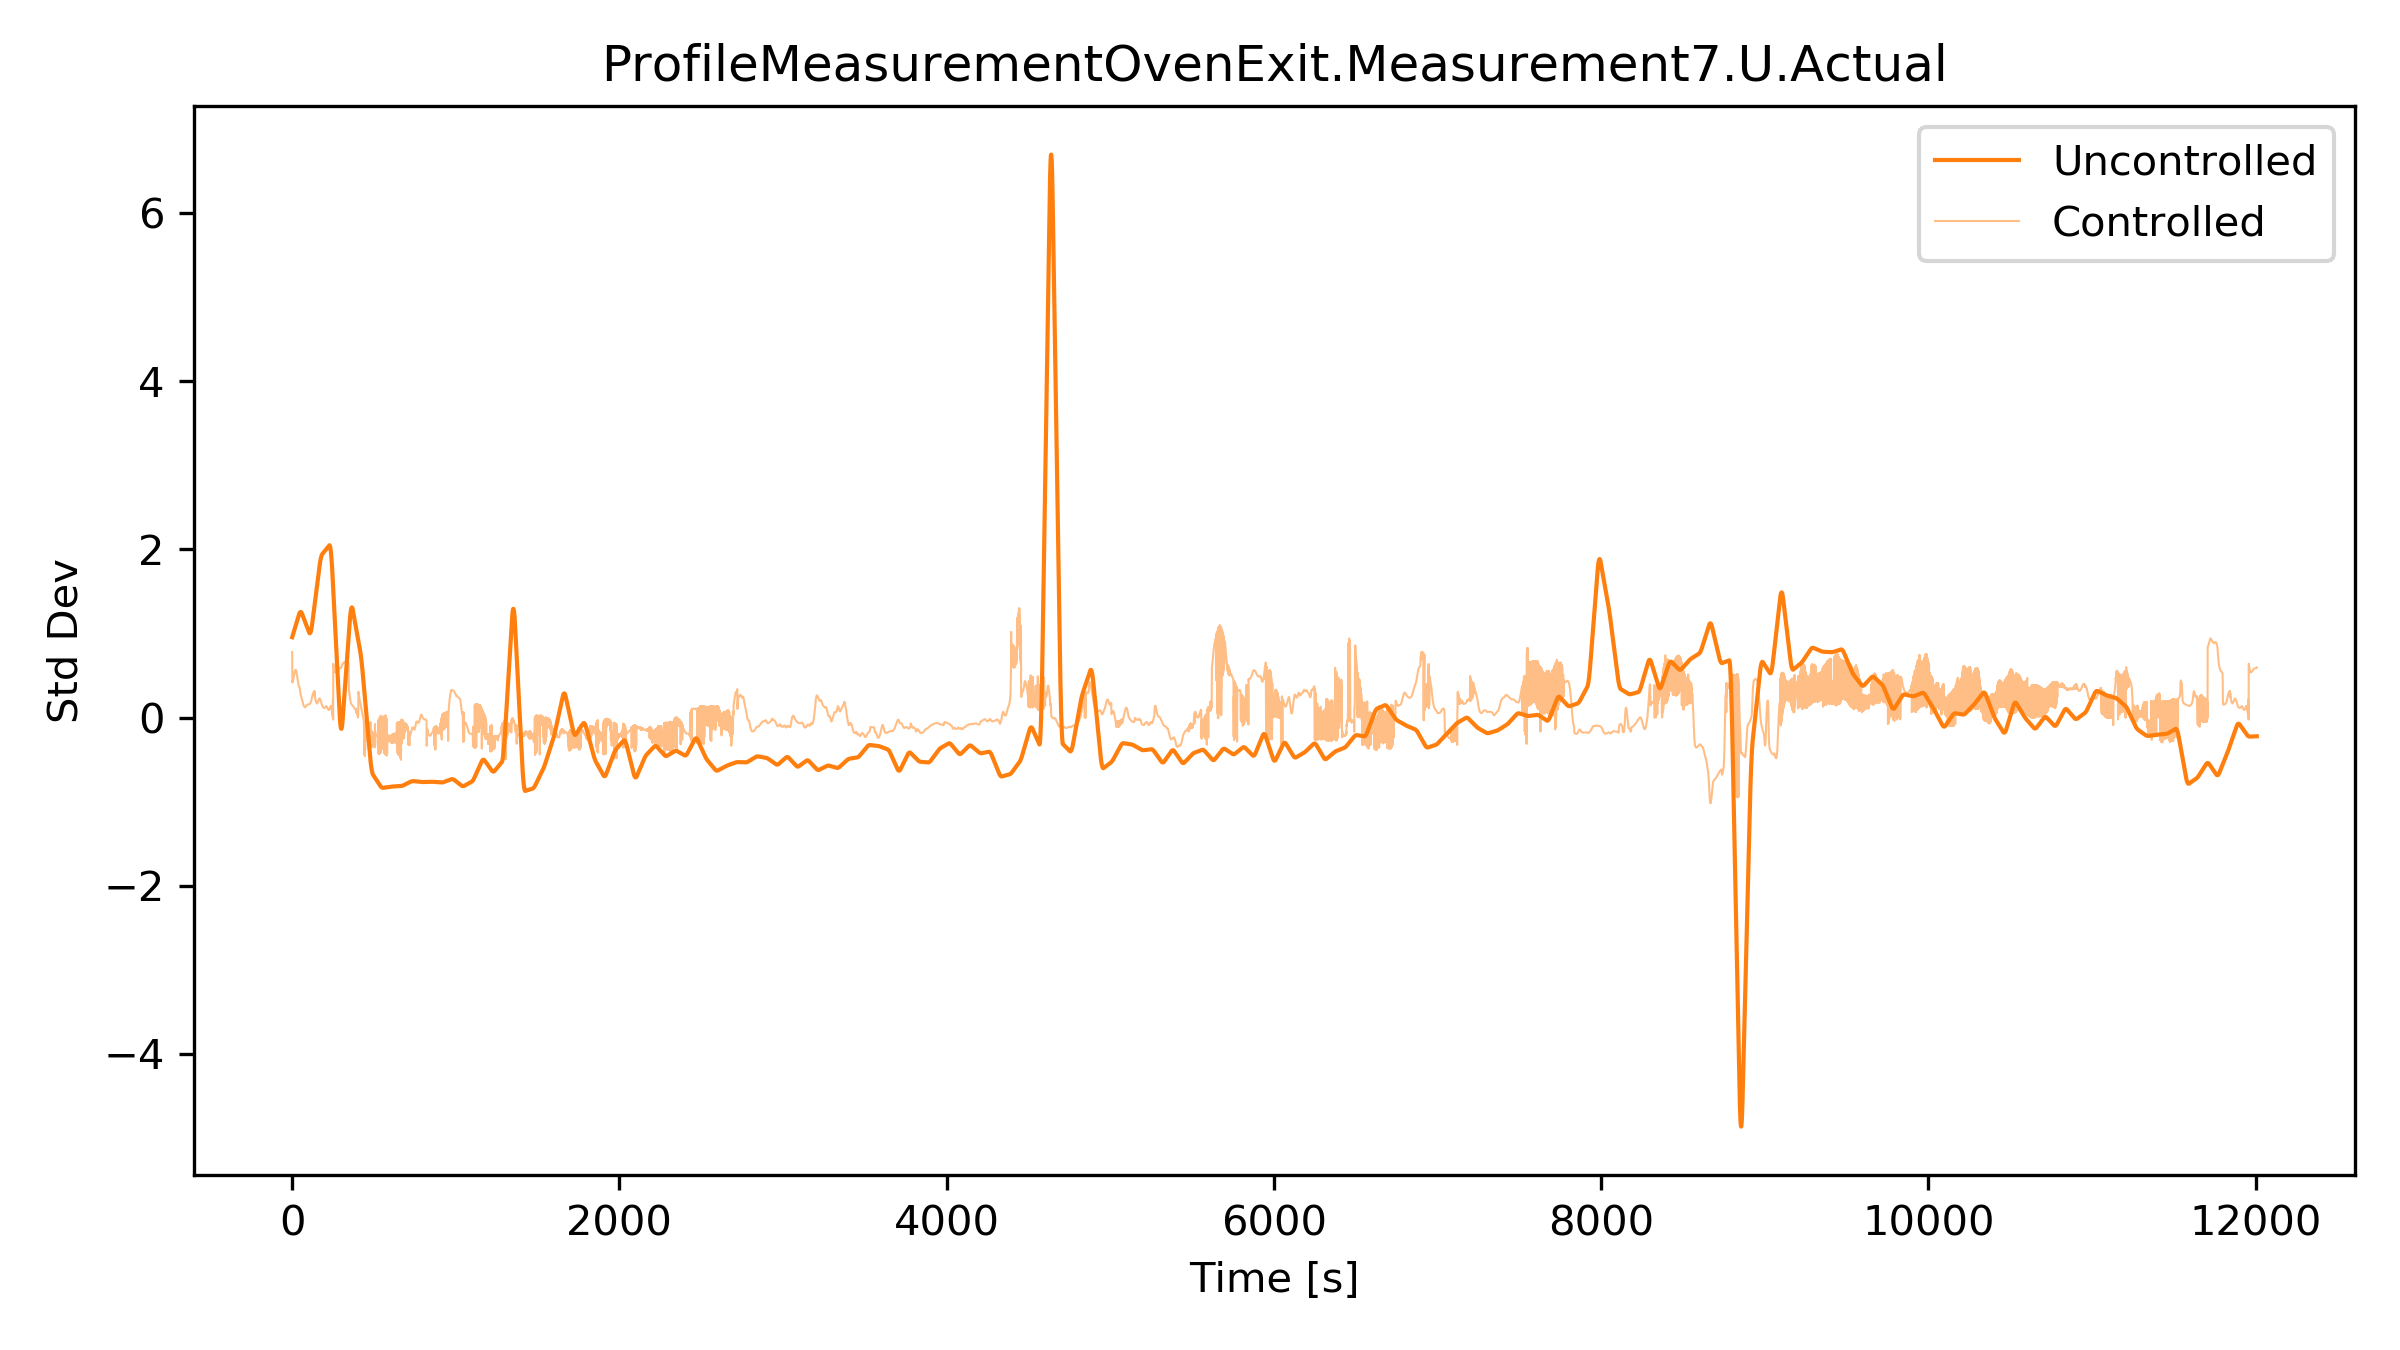 ProfileMeasurementOvenExit.Measurement7.U.Actual
Uncontrolled
Controlled
Std Dev
6
4
2
0
−2
−4
0 2000 4000 6000 8000 10000 12000
Time [s]